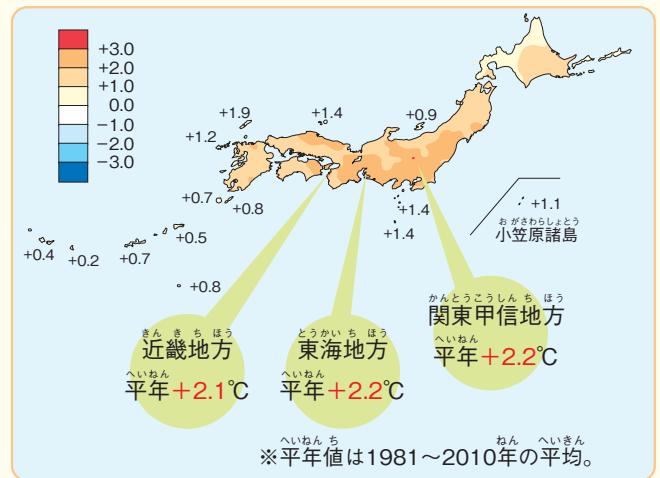 +3.0
+2.0
+1.0
0.0
−1.0
−2.0
−3.0
+1.9
+1.4
+0.9
+1.2
+0.7
+0.8
+1.4
+1.4
+1.1
おがさわらしょとう
小笠原諸島
+0.5
+0.4
+0.2
+0.7
+0.8
きんきちほう
近畿地方
へいねん
平年+2.1℃
とうかいちほう
東海地方
へいねん
平年+2.2℃
かんとうこうしんちほう
関東甲信地方
へいねん
平年+2.2℃
へいねんち ねん へいきん
※平年値は1981〜2010年の平均。